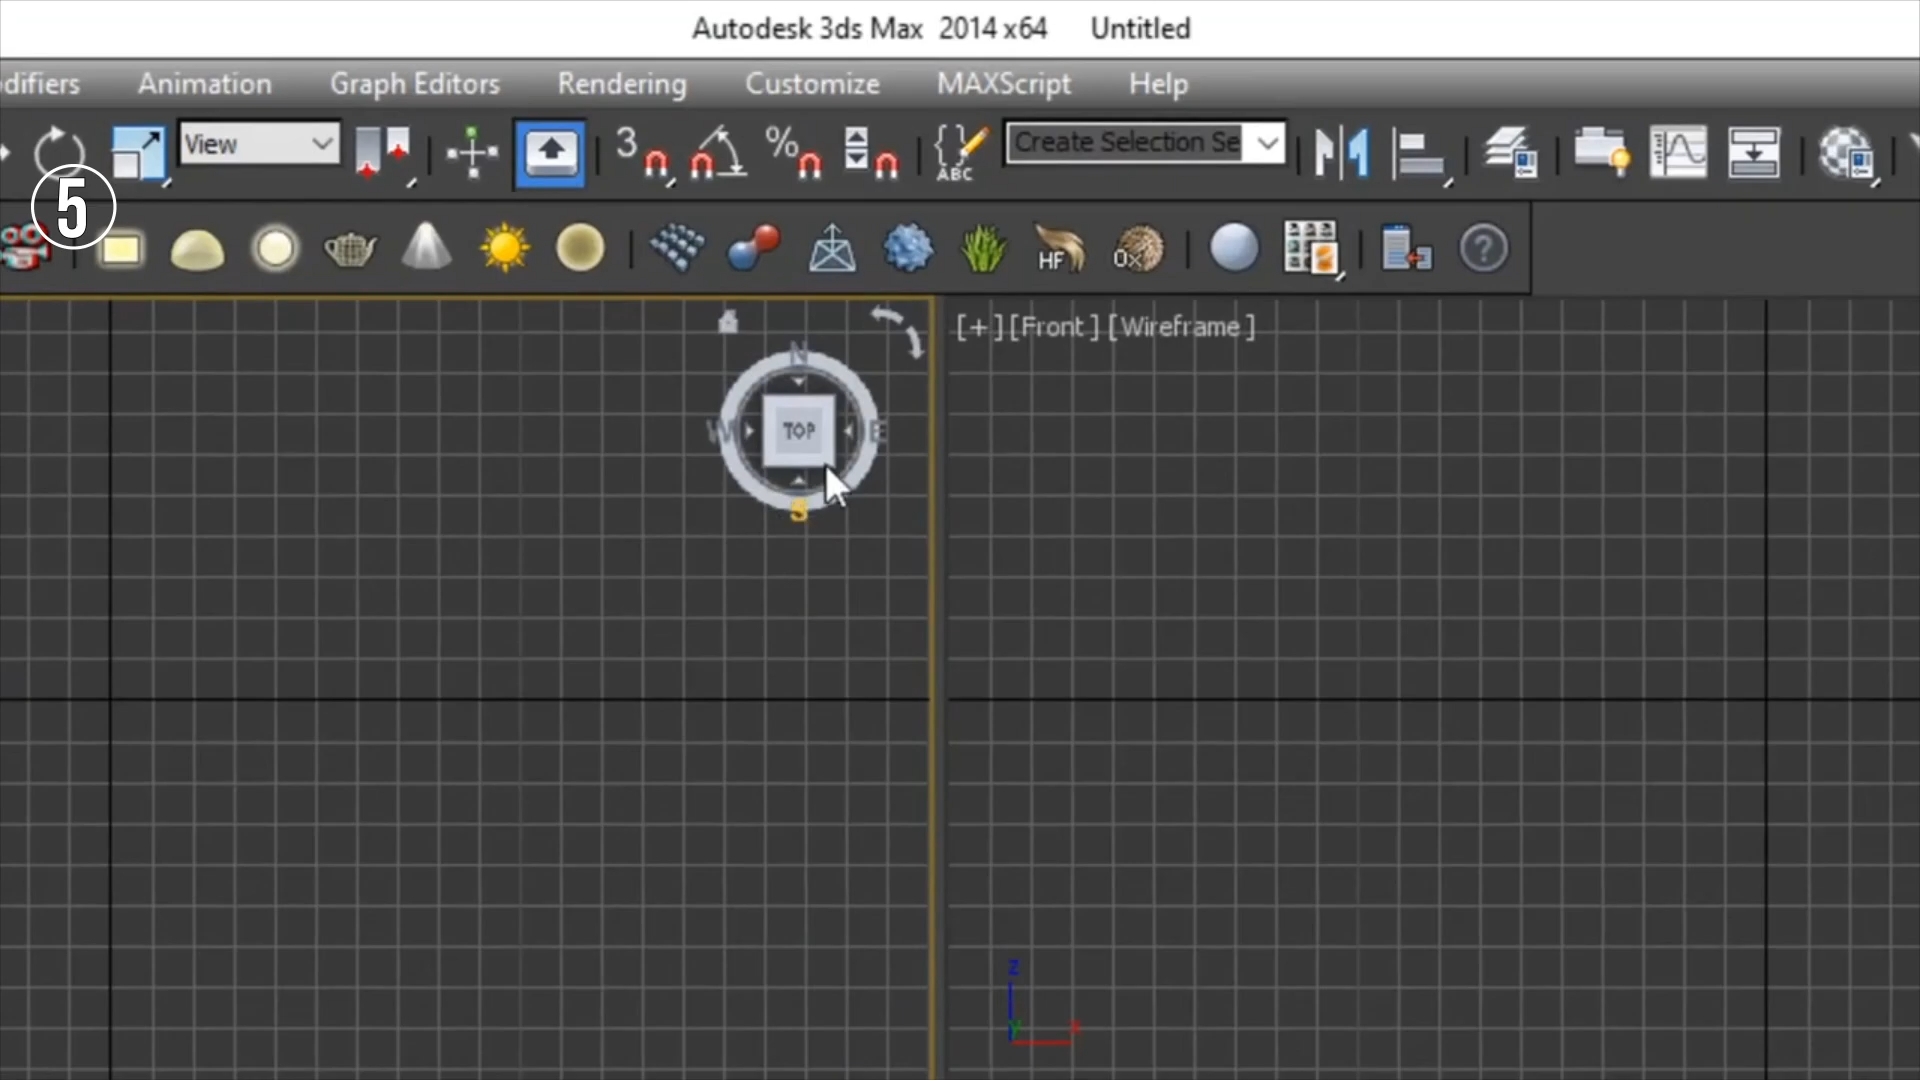 Autodesk 3ds Max 2014 x64 Untitled
difiers Animation Graph Editors Rendering Customize MAXScript Help
View 3 % ABC Create Selection Se
5
HF 0x ?
[+][Front][Wireframe]
N
W TOP E
S
z
y x